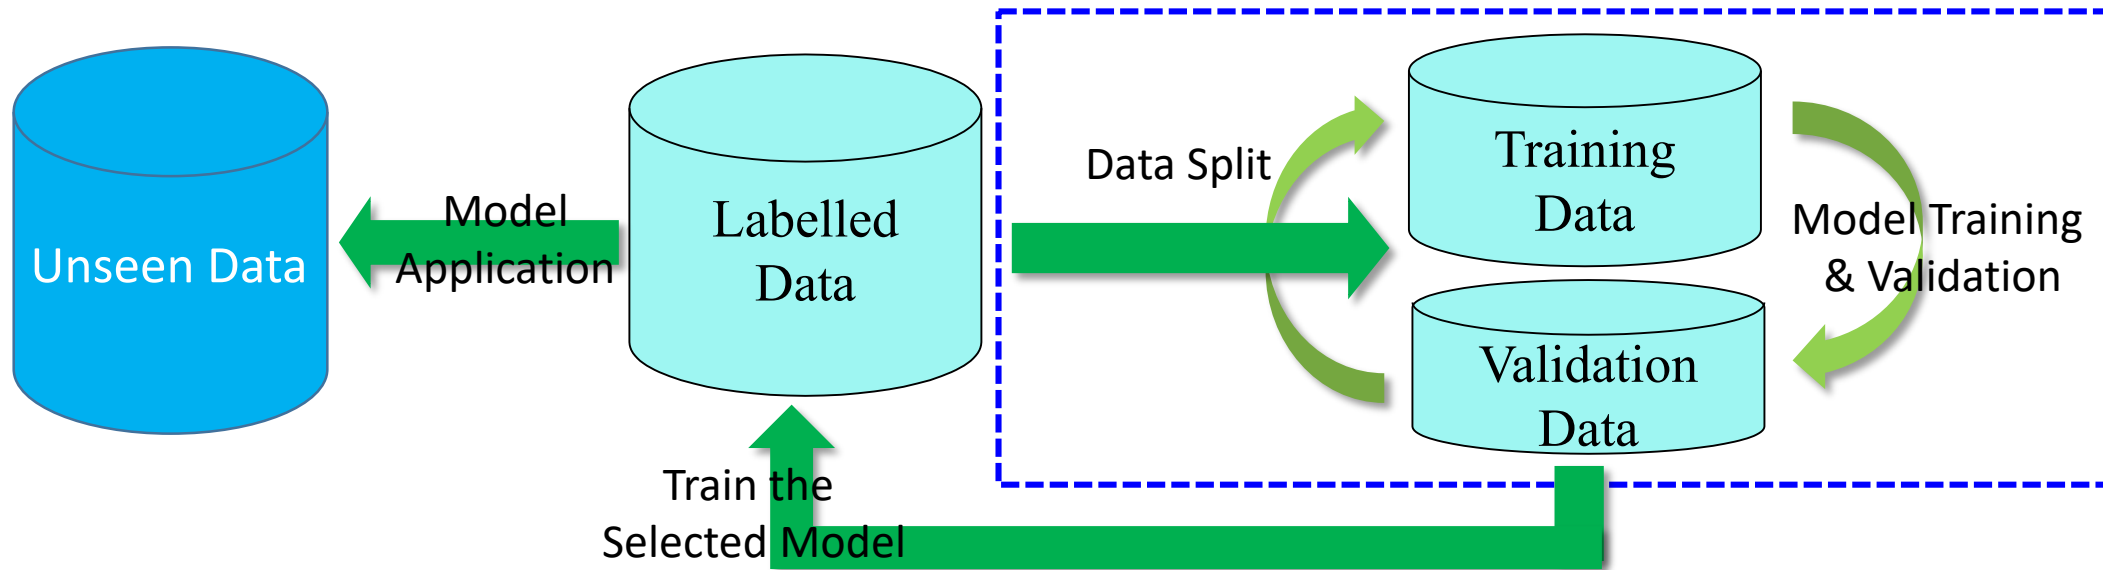 Unseen Data
Model
Application
Labelled
Data
Data Split
Training
Data
Model Training
& Validation
Validation
Data
Train the
Selected Model